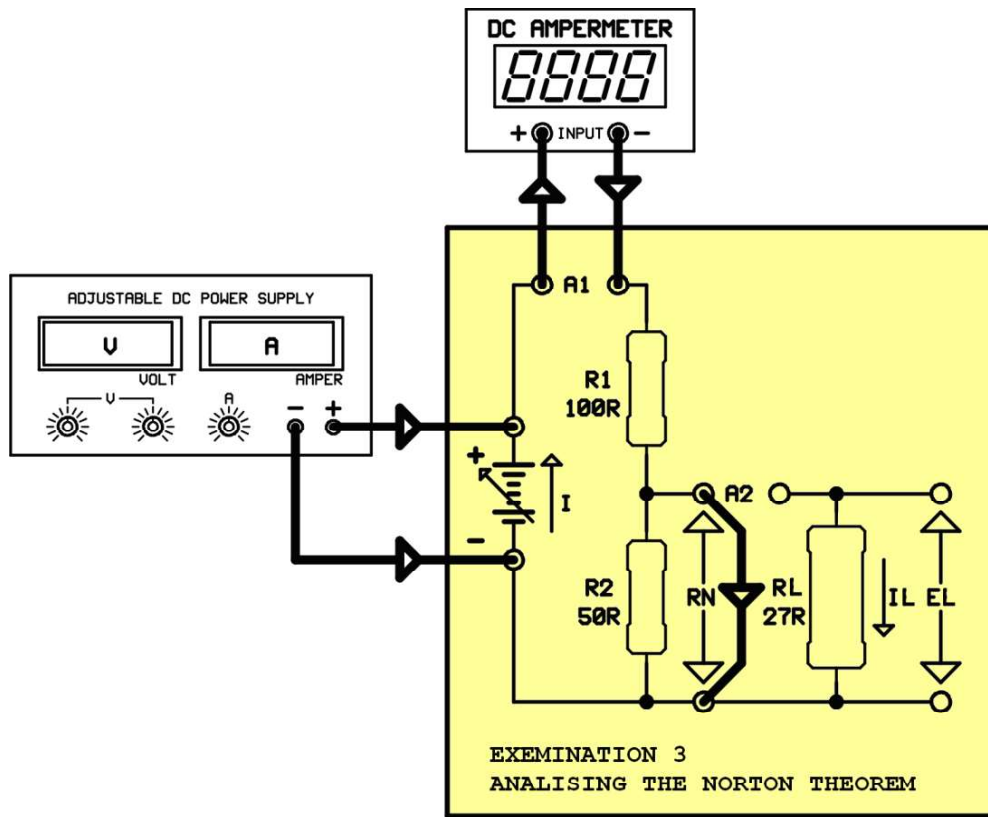 DC AMPERMETER
8888
+ INPUT -
A1
ADJUSTABLE DC POWER SUPPLY
V A
VOLT AMPER
V A - +
R1
100R
+
I
-
A2
R2
50R
RN
RL
27R
IL EL
EXEMINATION 3
ANALISING THE NORTON THEOREM